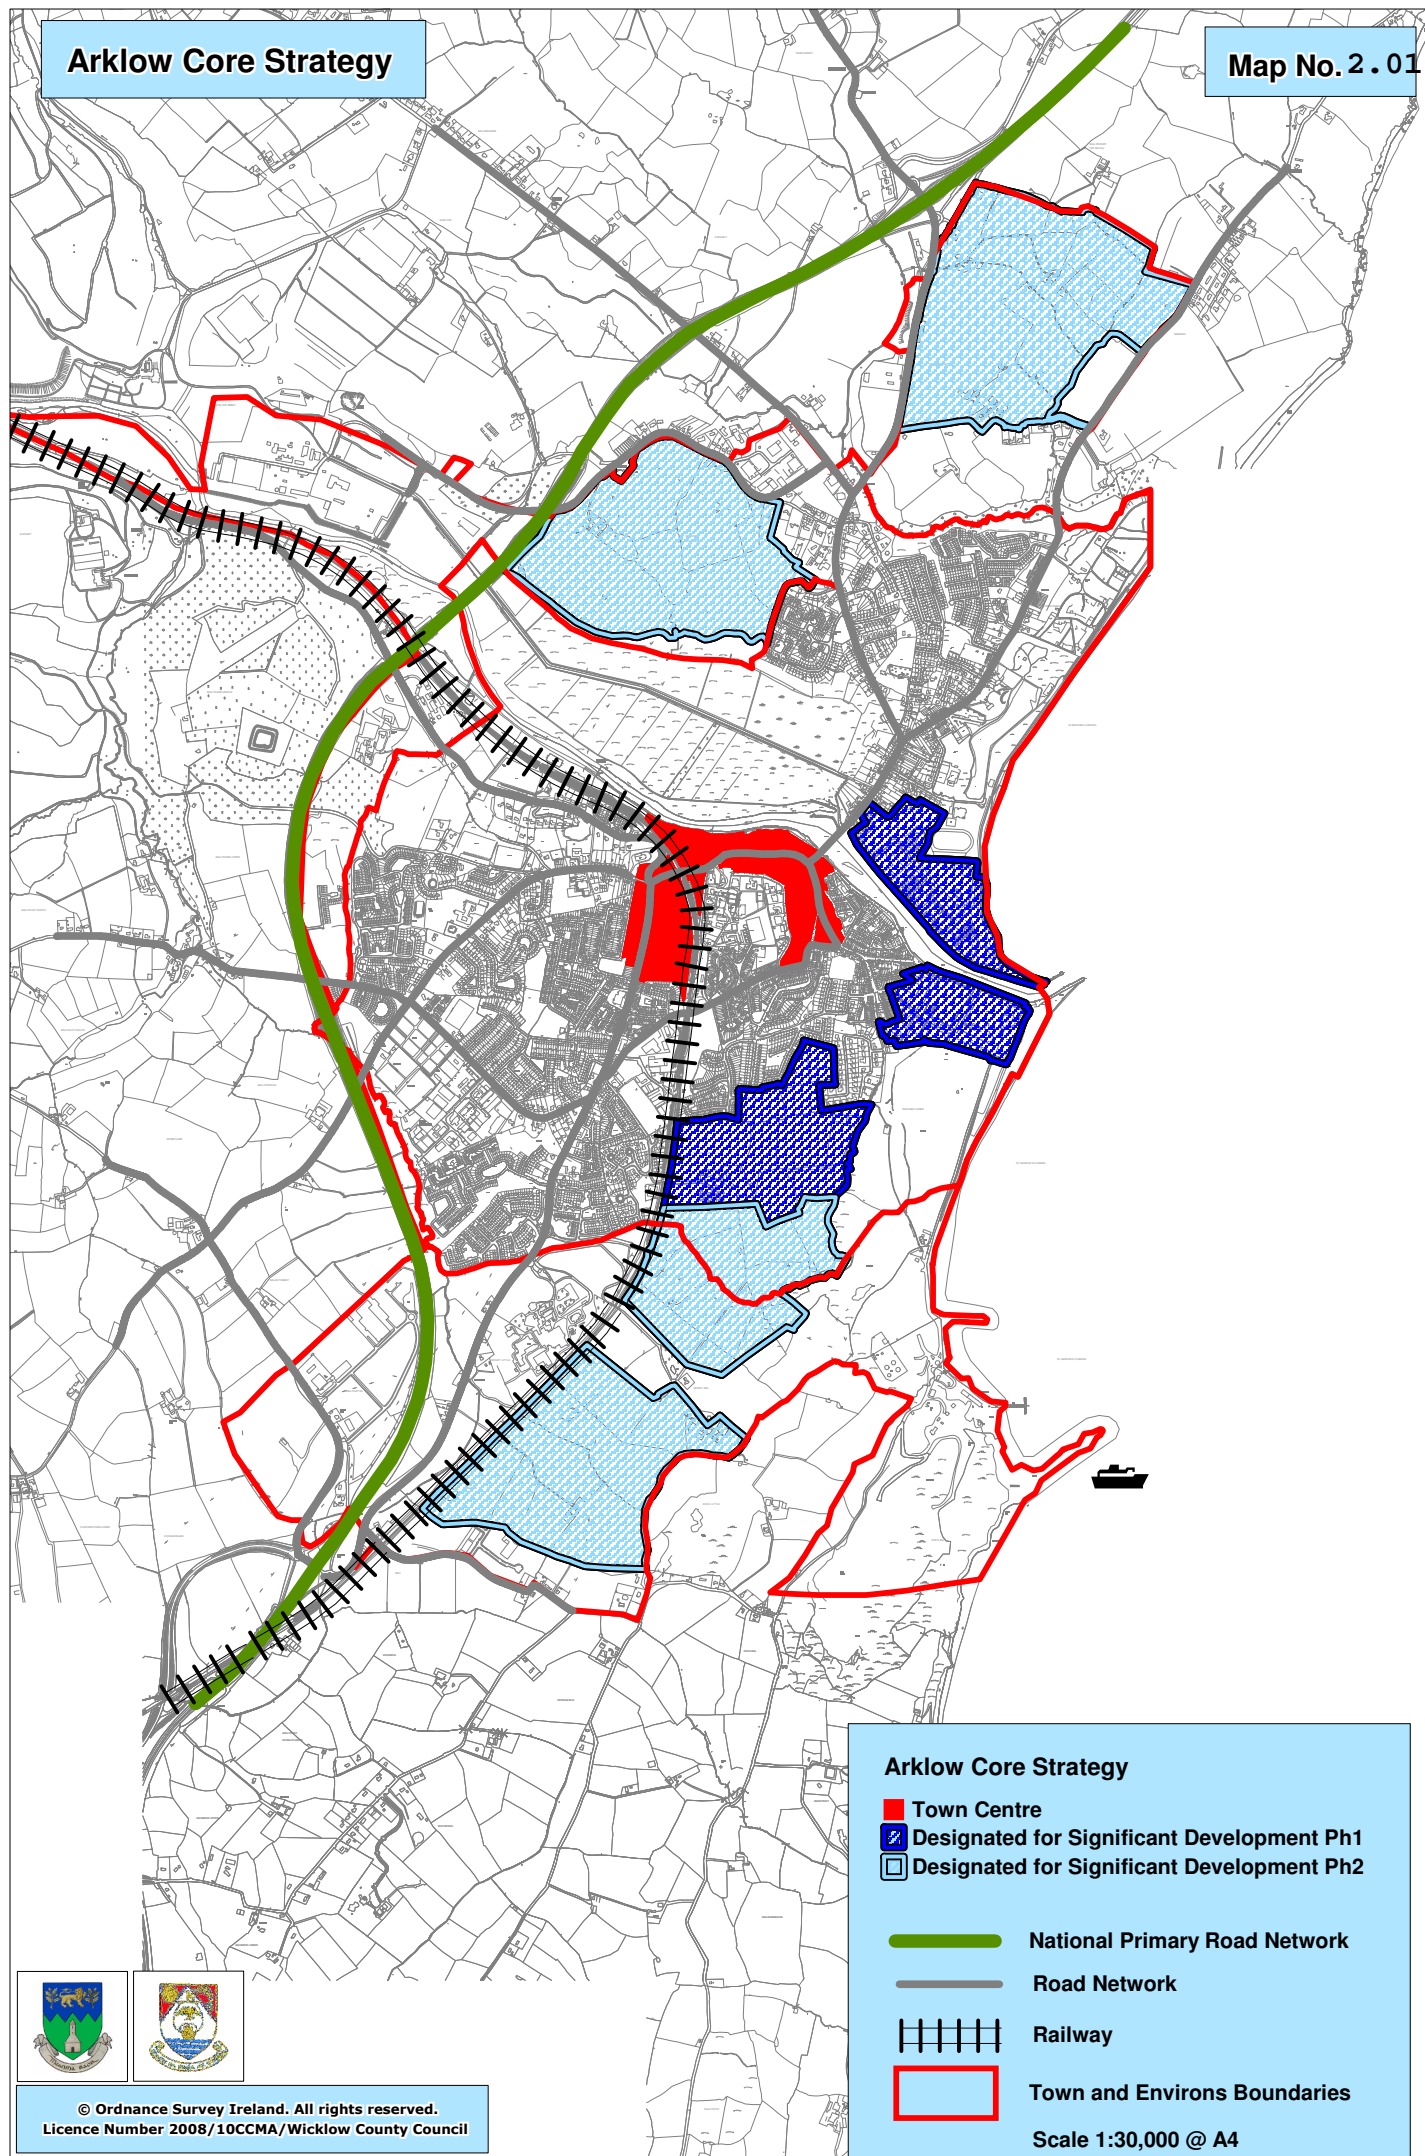 Arklow Core Strategy
Map No. 2.01
Arklow Core Strategy
Town Centre
Designated for Significant Development Ph1
Designated for Significant Development Ph2
National Primary Road Network
Road Network
Railway
Town and Environs Boundaries
Scale 1:30,000 @ A4
© Ordnance Survey Ireland. All rights reserved.
Licence Number 2008/10CCMA/Wicklow County Council